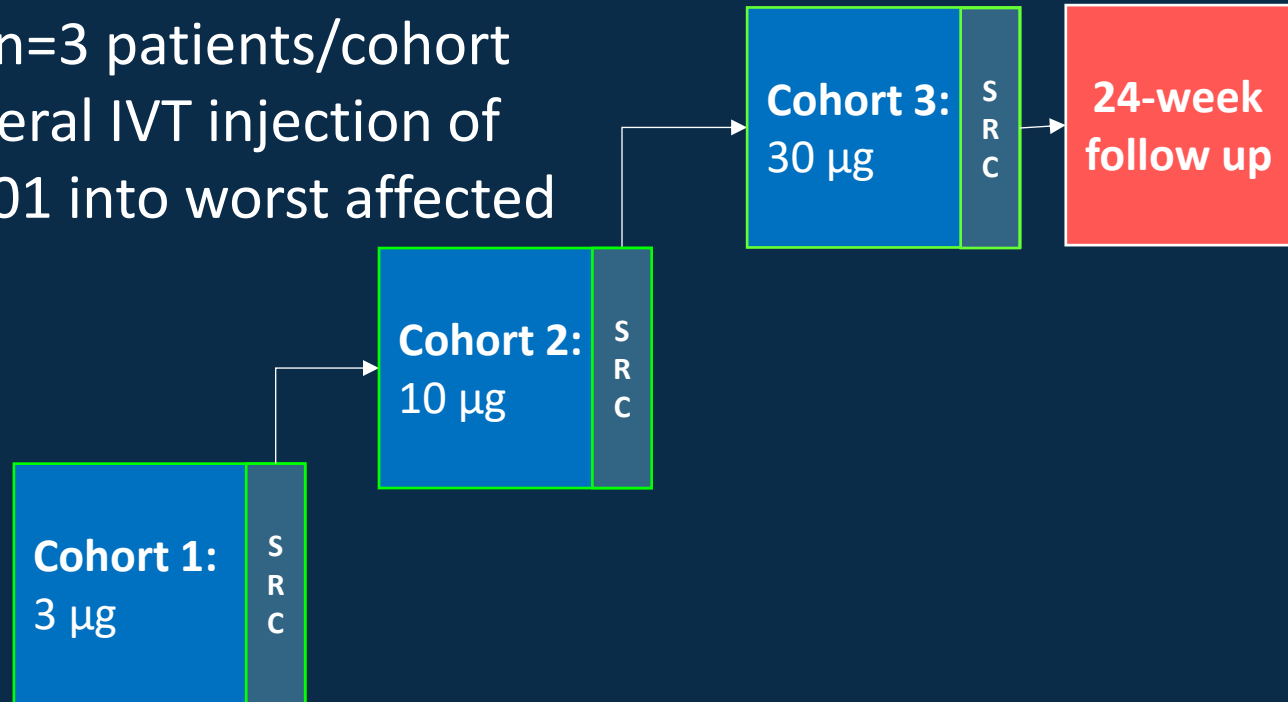 n=3 patients/cohort
eral IVT injection of
01 into worst affected
Cohort 3:
30 µg
S
R
C
24-week
follow up
Cohort 2:
10 µg
S
R
C
Cohort 1:
3 µg
S
R
C